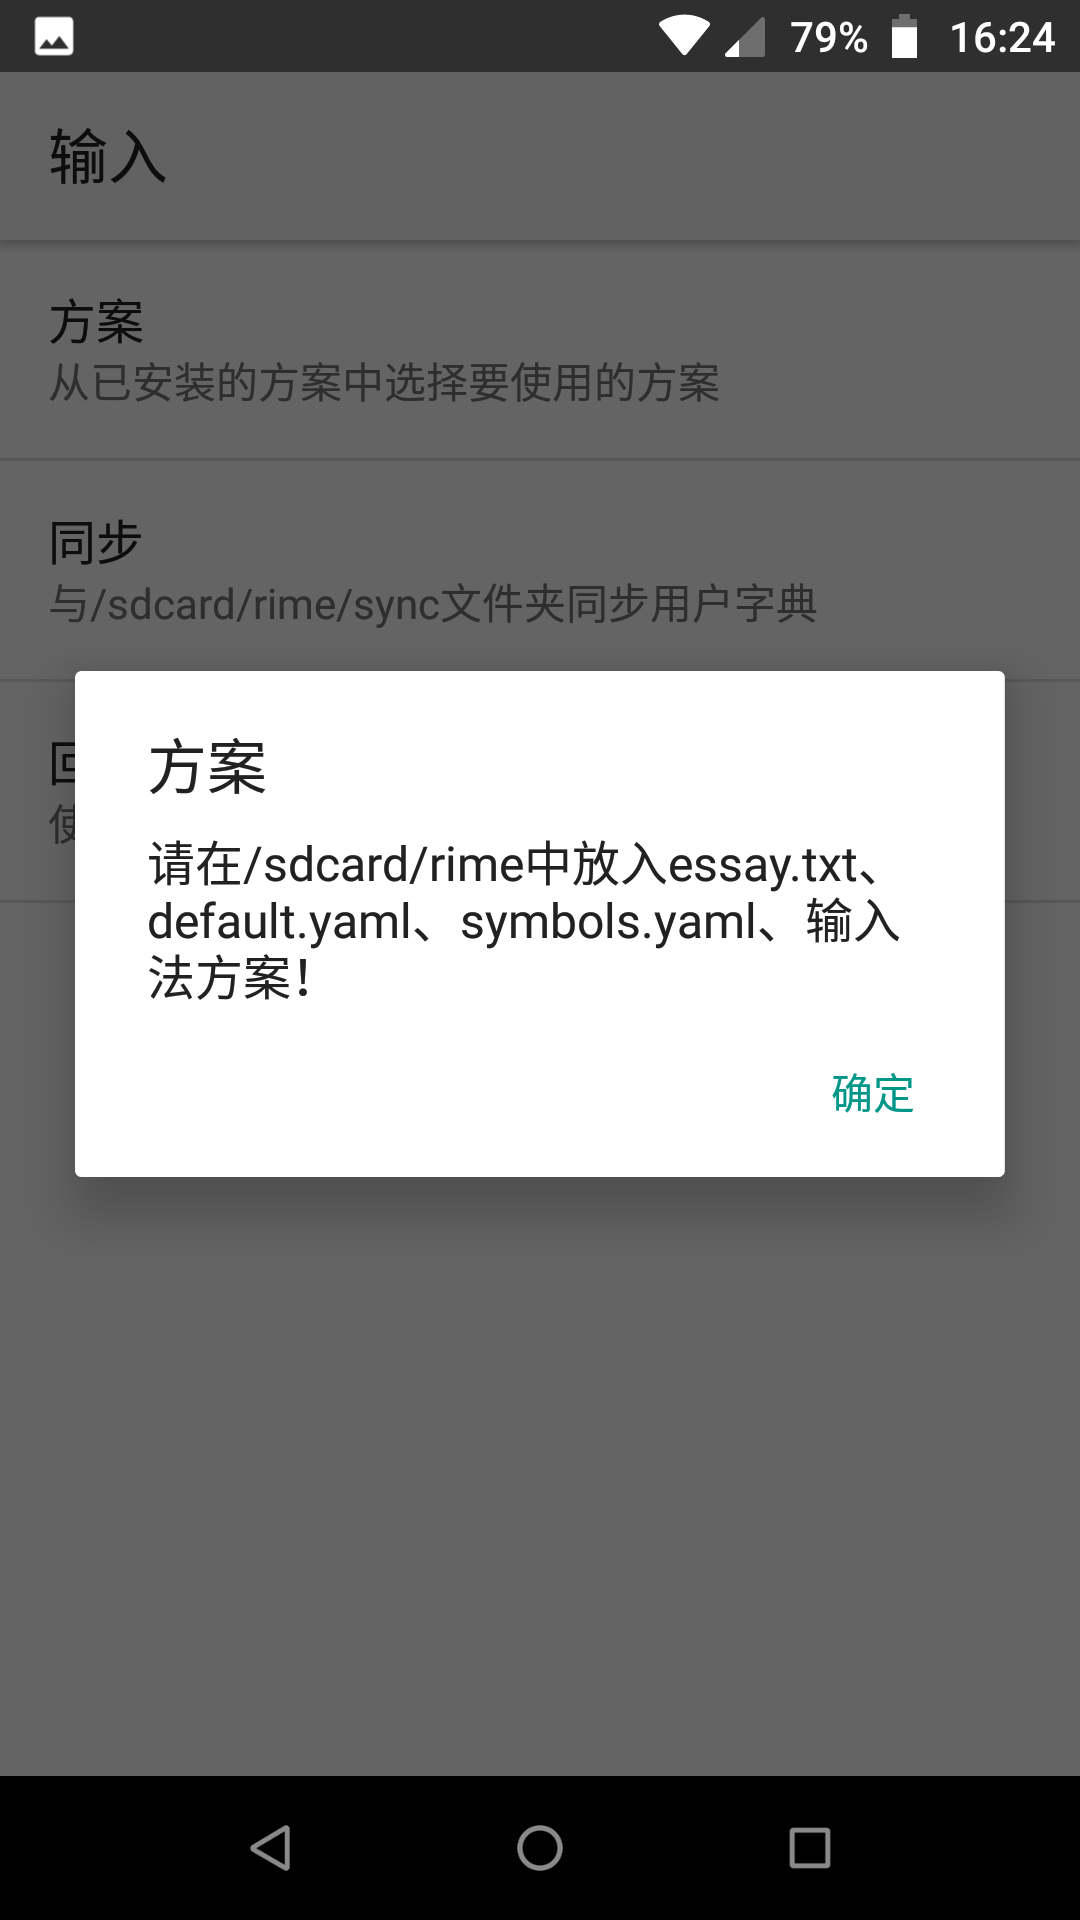 79% 16:24
输入
方案
从已安装的方案中选择要使用的方案
同步
与/sdcard/rime/sync文件夹同步用户字典
方案
请在/sdcard/rime中放入essay.txt、
default.yaml、symbols.yaml、输入
法方案！
确定